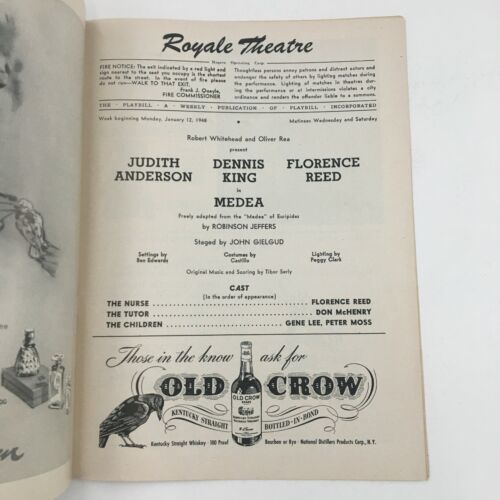 Royale Theatre
FIRE NOTICE: The exit indicated by a red light and
sign nearest to the seat you occupy is the shortest
route to the street. In the event of fire please
do not run—WALK TO THAT EXIT.
Frank J. Quayle,
FIRE COMMISSIONER
Thoughtless persons annoy patrons and distract actors and
endanger the safety of others by lighting matches during
the performance. Lighting of matches in theatres during
the performance or at intermissions violates a city
ordinance and renders the offender liable to a summons.
THE · PLAYBILL · A · WEEKLY · PUBLICATION · OF · PLAYBILL · INCORPORATED
Week beginning Monday, January 12, 1948
Matinees Wednesday and Saturday
Robert Whitehead and Oliver Rea
present
JUDITH ANDERSON
DENNIS KING
FLORENCE REED
in
MEDEA
Freely adapted from the "Medea" of Euripides
by ROBINSON JEFFERS
Staged by JOHN GIELGUD
Settings by
Ben Edwards
Costumes by
Castillo
Lighting by
Peggy Clark
Original Music and Scoring by Tibor Serly
CAST
(In the order of appearance)
THE NURSE FLORENCE REED
THE TUTOR DON McHENRY
THE CHILDREN GENE LEE, PETER MOSS
Those in the know ask for
OLD CROW
OLD CROW
KENTUCKY STRAIGHT
BOTTLED-IN-BOND
Kentucky Straight Whiskey · 100 Proof
Bourbon or Rye · National Distillers Products Corp., N.Y.